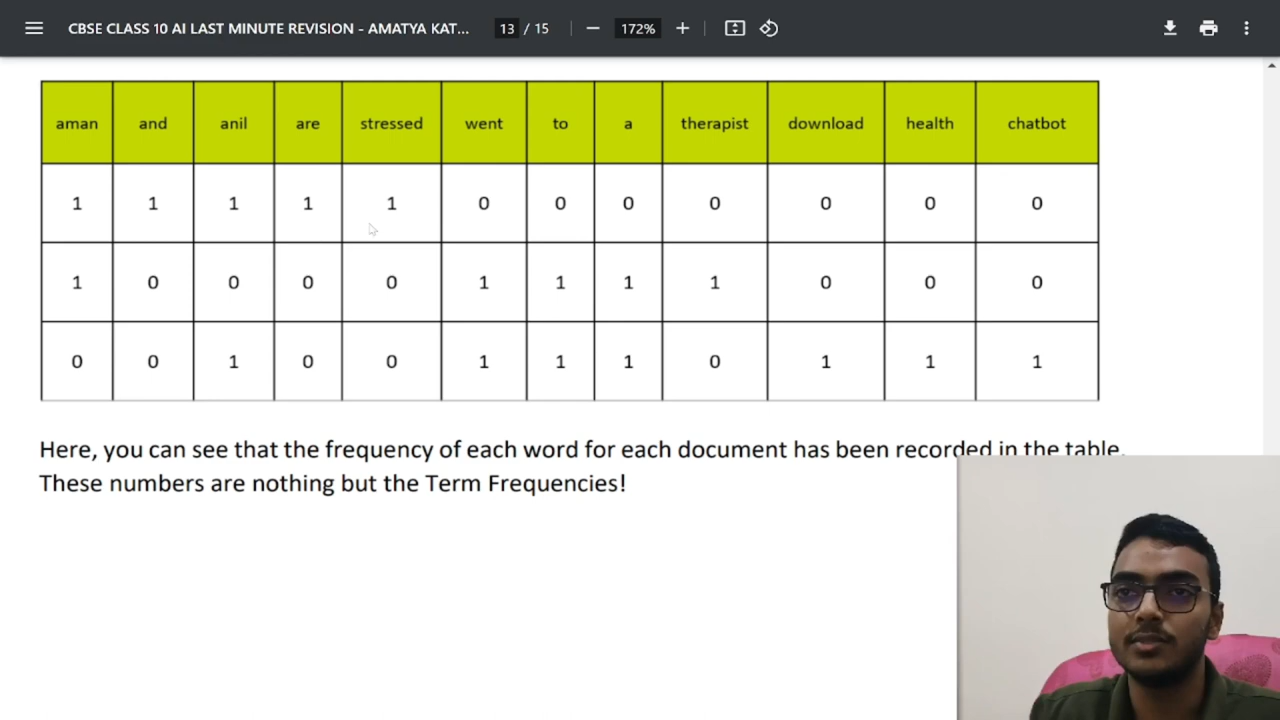 CBSE CLASS 10 AI LAST MINUTE REVISION - AMATYA KAT... 13 / 15 172%
aman and anil are stressed went to a therapist download health chatbot
1 1 1 1 1 0 0 0 0 0 0 0
1 0 0 0 0 1 1 1 1 0 0 0
0 0 1 0 0 1 1 1 0 1 1 1
Here, you can see that the frequency of each word for each document has been recorded in the table.
These numbers are nothing but the Term Frequencies!